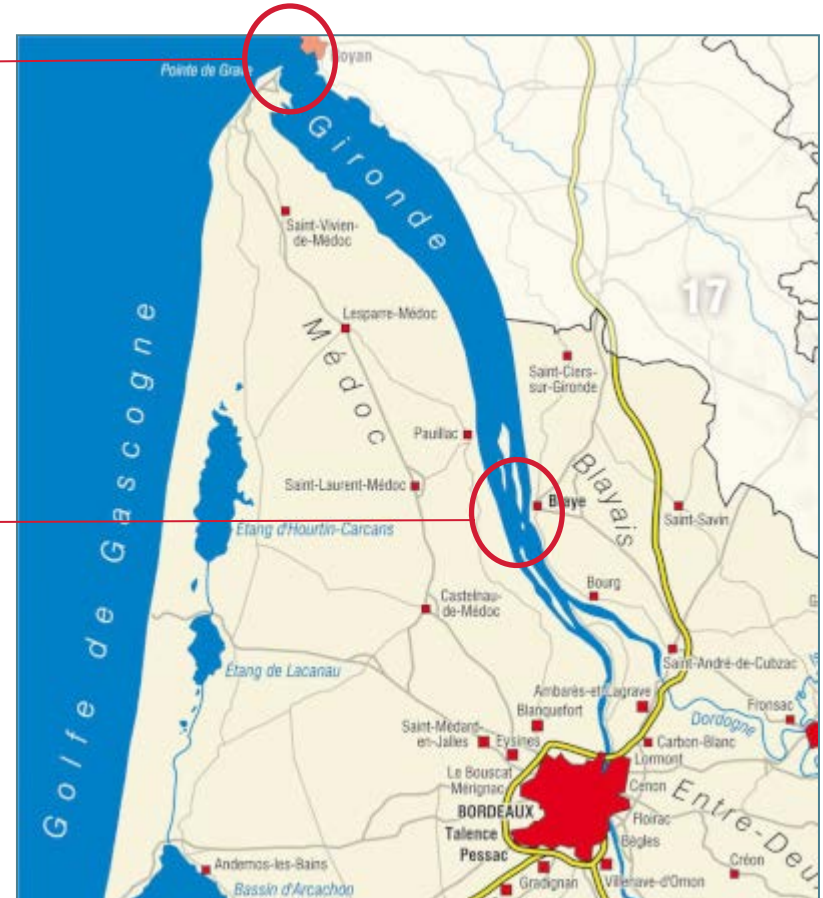 Royan
Pointe de Grave
Gironde
Saint-Vivien-
de-Médoc
17
Lesparre-Médoc
Médoc
Saint-Ciers-
sur-Gironde
Golfe de Gascogne
Pauillac
Blayais
Saint-Laurent-Médoc
Blaye
Saint-Savin
Étang d'Hourtin-Carcans
Bourg
Castelnau-
de-Médoc
Saint-André-de-Cubzac
Étang de Lacanau
Ambarès-et-Lagrave
Blanquefort
Fronsac
Dordogne
Saint-Médard-
en-Jalles
Eysines
Carbon-Blanc
Lormont
Le Bouscat
Mérignac
Cenon
Entre-Deu
BORDEAUX
Floirac
Talence
Bègles
Pessac
Créon
Andernos-les-Bains
Gradignan
Villenave-d'Ornon
Bassin d'Arcachon